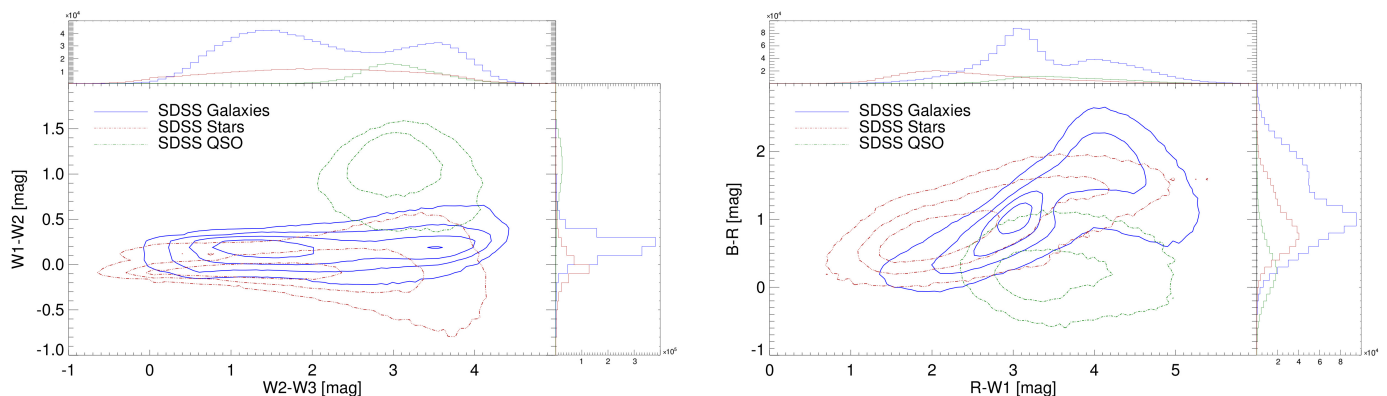 ×10⁴
4
3
2
1
SDSS Galaxies
SDSS Stars
SDSS QSO
1.5
1.0
0.5
0.0
-0.5
-1.0
W1-W2 [mag]
-1 0 1 2 3 4
W2-W3 [mag]
1 2 3 ×10⁵
×10⁴
8
6
4
2
SDSS Galaxies
SDSS Stars
SDSS QSO
2
1
0
-1
B-R [mag]
0 1 2 3 4 5
R-W1 [mag]
2 4 6 8 ×10⁴